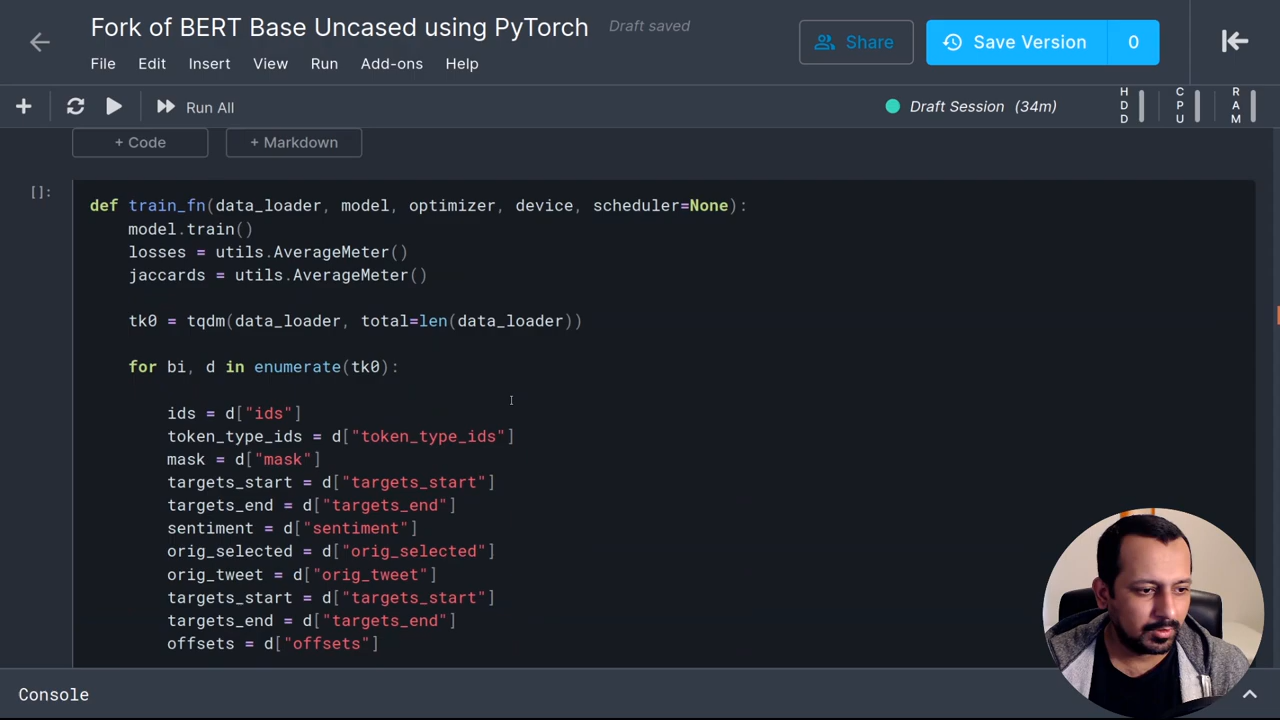 Fork of BERT Base Uncased using PyTorch Draft saved
Share
Save Version 0
File Edit Insert View Run Add-ons Help
Run All
Draft Session (34m)
HDD
CPU
RAM
+ Code + Markdown
[]:
def train_fn(data_loader, model, optimizer, device, scheduler=None):
model.train()
losses = utils.AverageMeter()
jaccards = utils.AverageMeter()
tk0 = tqdm(data_loader, total=len(data_loader))
for bi, d in enumerate(tk0):
ids = d["ids"]
token_type_ids = d["token_type_ids"]
mask = d["mask"]
targets_start = d["targets_start"]
targets_end = d["targets_end"]
sentiment = d["sentiment"]
orig_selected = d["orig_selected"]
orig_tweet = d["orig_tweet"]
targets_start = d["targets_start"]
targets_end = d["targets_end"]
offsets = d["offsets"]
Console